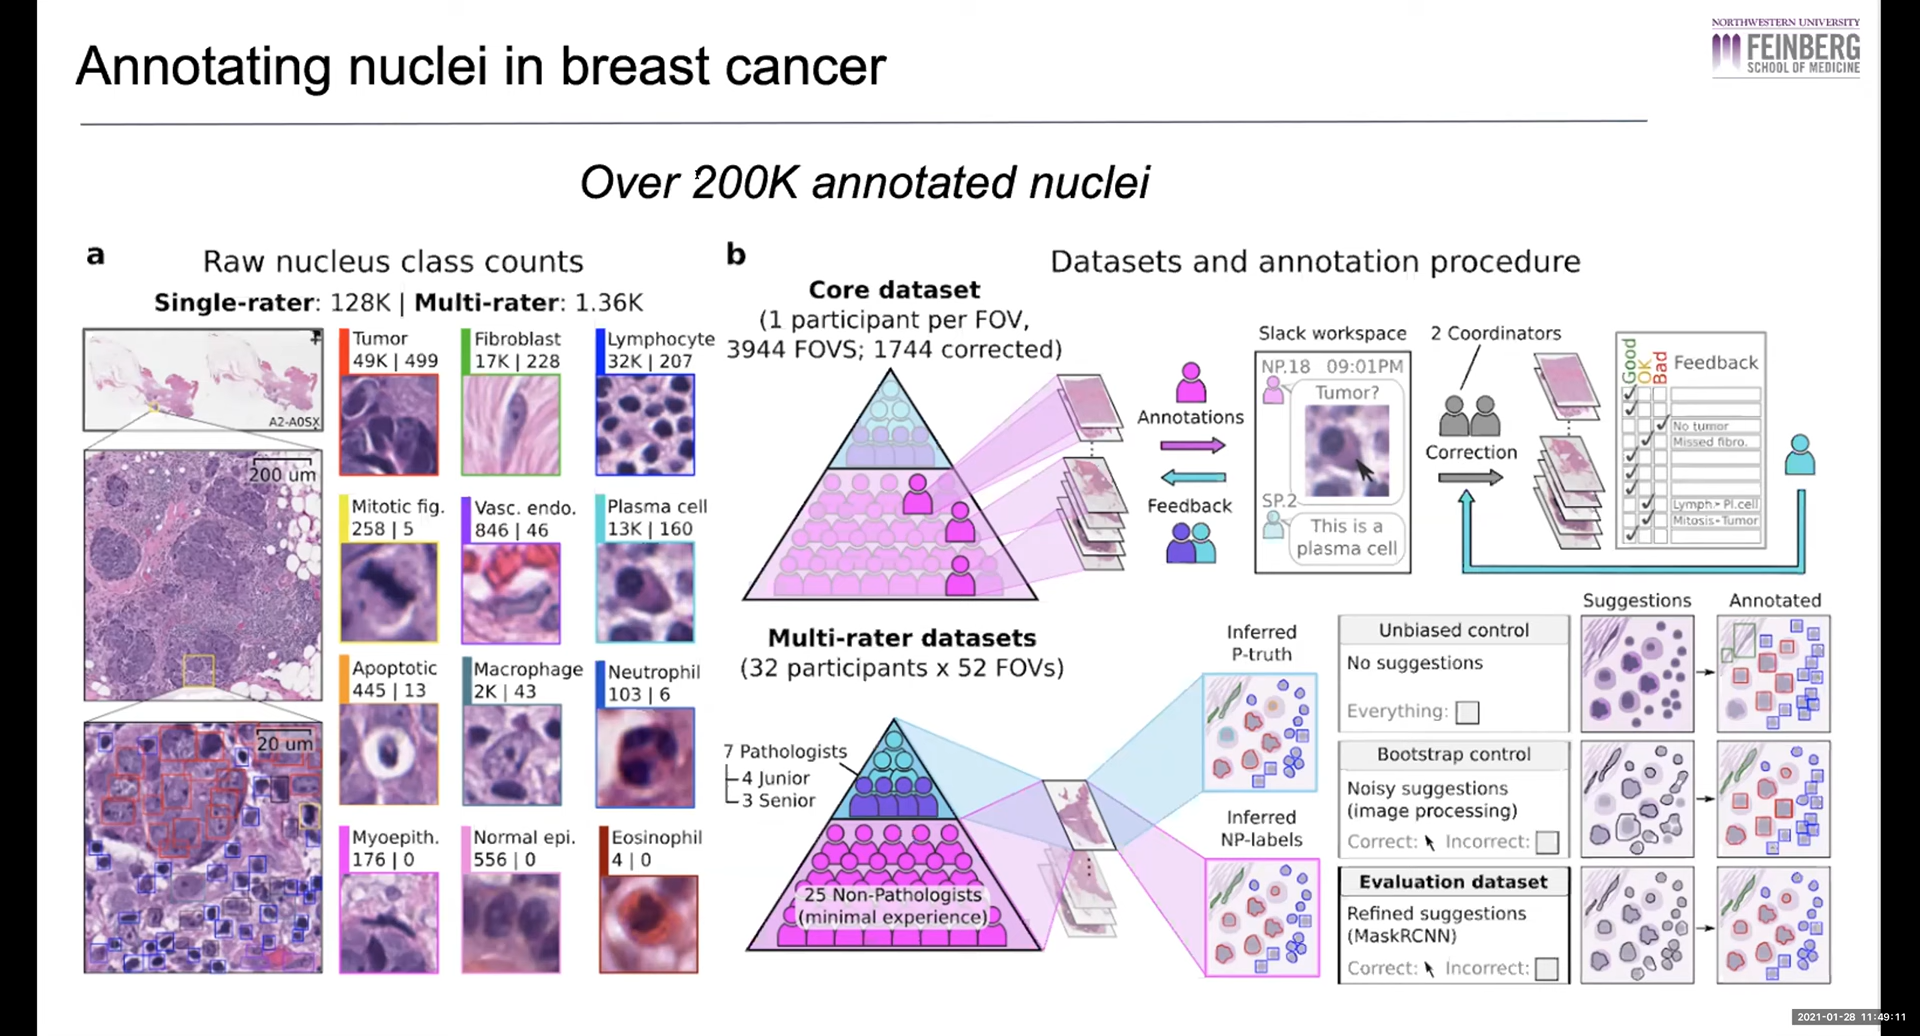 Annotating nuclei in breast cancer
NORTHWESTERN UNIVERSITY
FEINBERG
SCHOOL OF MEDICINE
Over 200K annotated nuclei
a
Raw nucleus class counts
Single-rater: 128K | Multi-rater: 1.36K
A2-A0SX
200 um
20 um
Tumor
49K | 499
Fibroblast
17K | 228
Lymphocyte
32K | 207
Mitotic fig.
258 | 5
Vasc. endo.
846 | 46
Plasma cell
13K | 160
Apoptotic
445 | 13
Macrophage
2K | 43
Neutrophil
103 | 6
Myoepith.
176 | 0
Normal epi.
556 | 0
Eosinophil
4 | 0
b
Datasets and annotation procedure
Core dataset
(1 participant per FOV,
3944 FOVS; 1744 corrected)
Annotations
Feedback
Slack workspace
NP.18 09:01PM
Tumor?
SP.2
This is a
plasma cell
2 Coordinators
Correction
Good
OK
Bad
Feedback
No tumor
Missed fibro.
Lymph➢Pl.cell
Mitosis➢Tumor
Multi-rater datasets
(32 participants x 52 FOVs)
7 Pathologists
4 Junior
3 Senior
25 Non-Pathologists
(minimal experience)
Inferred
P-truth
Inferred
NP-labels
Suggestions
Annotated
Unbiased control
No suggestions
Everything:
Bootstrap control
Noisy suggestions
(image processing)
Correct: Incorrect:
Evaluation dataset
Refined suggestions
(MaskRCNN)
Correct: Incorrect:
2021-01-28 11:49:11